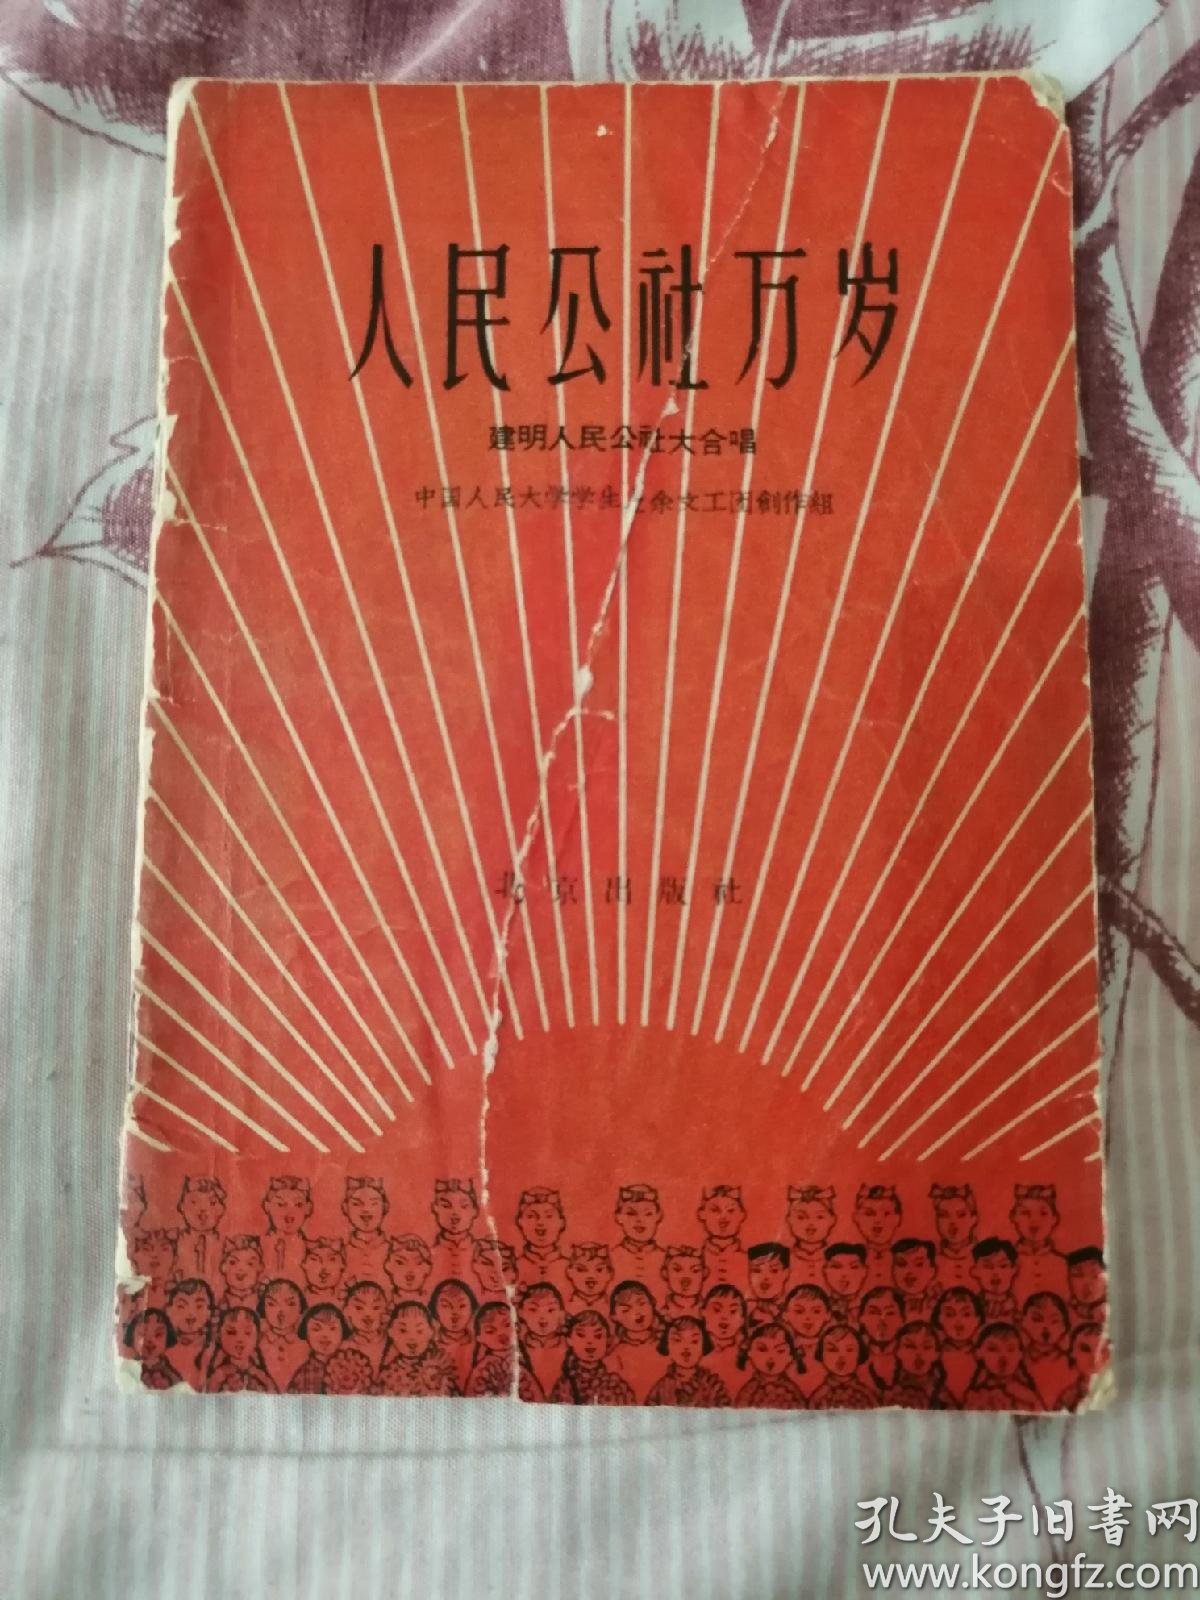 人民公社万岁
建明人民公社大合唱
中国人民大学学生业余文工团創作組
北京出版社
孔夫子旧書网
www.kongfz.com